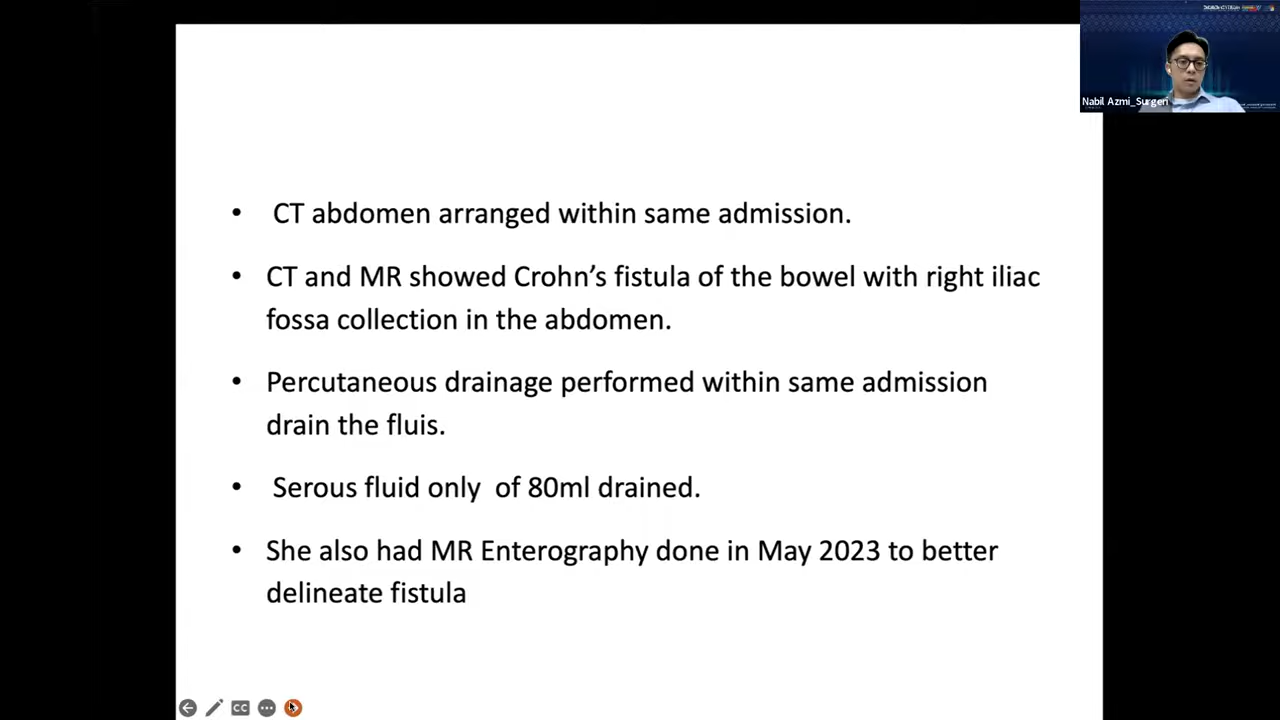 Nabil Azmi_Surgeri
• CT abdomen arranged within same admission.
• CT and MR showed Crohn’s fistula of the bowel with right iliac
fossa collection in the abdomen.
• Percutaneous drainage performed within same admission
drain the fluis.
• Serous fluid only of 80ml drained.
• She also had MR Enterography done in May 2023 to better
delineate fistula
CC